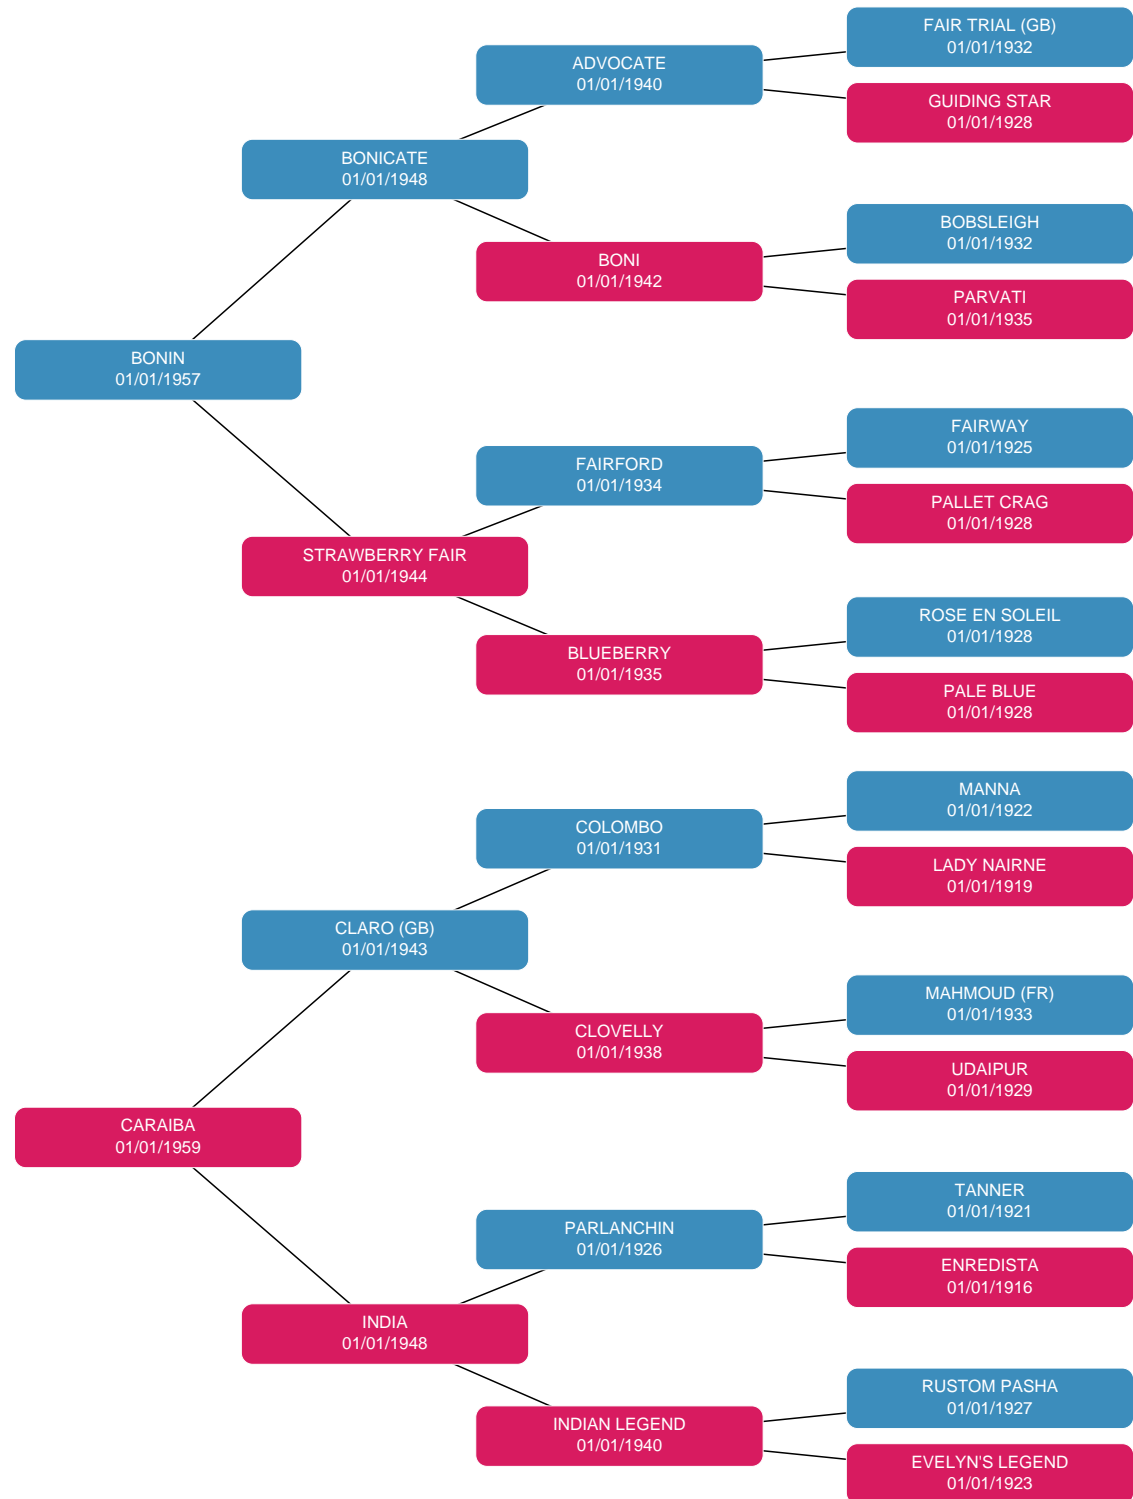 FAIR TRIAL (GB)
01/01/1932
ADVOCATE
01/01/1940
GUIDING STAR
01/01/1928
BONICATE
01/01/1948
BOBSLEIGH
01/01/1932
BONI
01/01/1942
PARVATI
01/01/1935
BONIN
01/01/1957
FAIRWAY
01/01/1925
FAIRFORD
01/01/1934
PALLET CRAG
01/01/1928
STRAWBERRY FAIR
01/01/1944
ROSE EN SOLEIL
01/01/1928
BLUEBERRY
01/01/1935
PALE BLUE
01/01/1928
MANNA
01/01/1922
COLOMBO
01/01/1931
LADY NAIRNE
01/01/1919
CLARO (GB)
01/01/1943
MAHMOUD (FR)
01/01/1933
CLOVELLY
01/01/1938
UDAIPUR
01/01/1929
CARAIBA
01/01/1959
TANNER
01/01/1921
PARLANCHIN
01/01/1926
ENREDISTA
01/01/1916
INDIA
01/01/1948
RUSTOM PASHA
01/01/1927
INDIAN LEGEND
01/01/1940
EVELYN'S LEGEND
01/01/1923